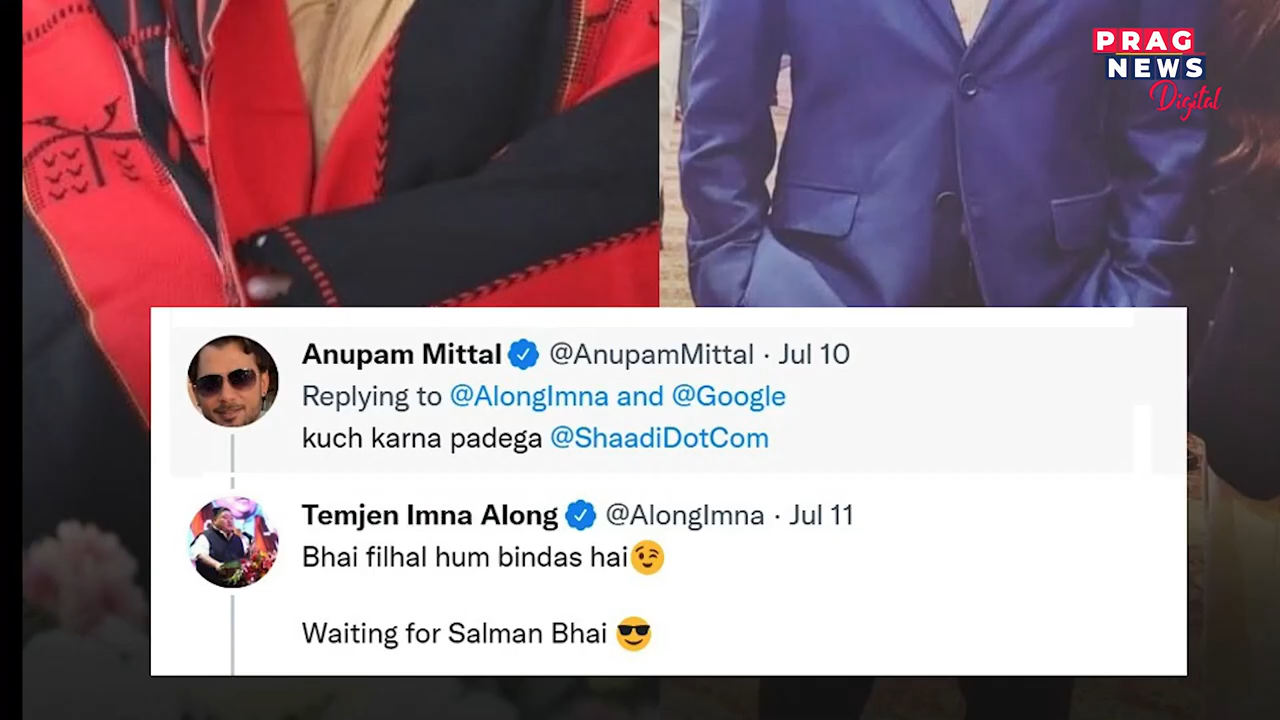 PRAG
NEWS
Digital
Anupam Mittal @AnupamMittal · Jul 10
Replying to @AlongImna and @Google
kuch karna padega @ShaadiDotCom
Temjen Imna Along @AlongImna · Jul 11
Bhai filhal hum bindas hai😉
Waiting for Salman Bhai 😎